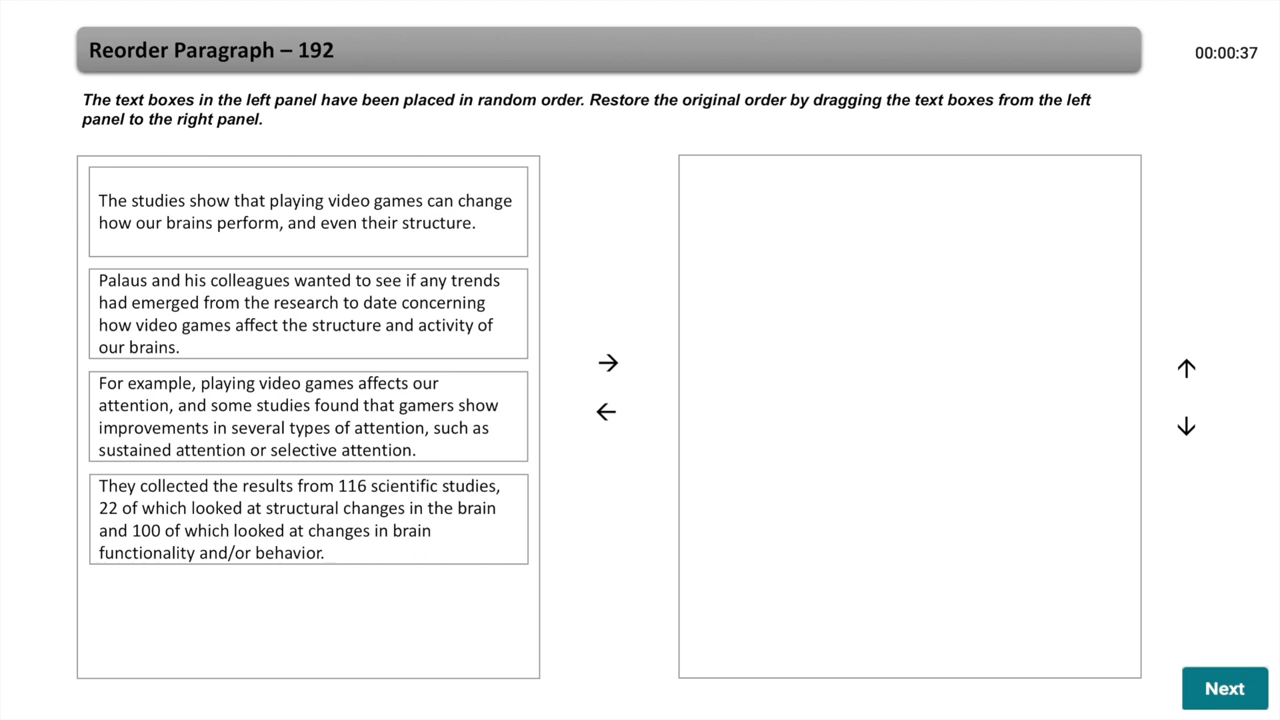 Reorder Paragraph – 192
00:00:37
The text boxes in the left panel have been placed in random order. Restore the original order by dragging the text boxes from the left
panel to the right panel.
The studies show that playing video games can change
how our brains perform, and even their structure.
Palaus and his colleagues wanted to see if any trends
had emerged from the research to date concerning
how video games affect the structure and activity of
our brains.
For example, playing video games affects our
attention, and some studies found that gamers show
improvements in several types of attention, such as
sustained attention or selective attention.
They collected the results from 116 scientific studies,
22 of which looked at structural changes in the brain
and 100 of which looked at changes in brain
functionality and/or behavior.
Next